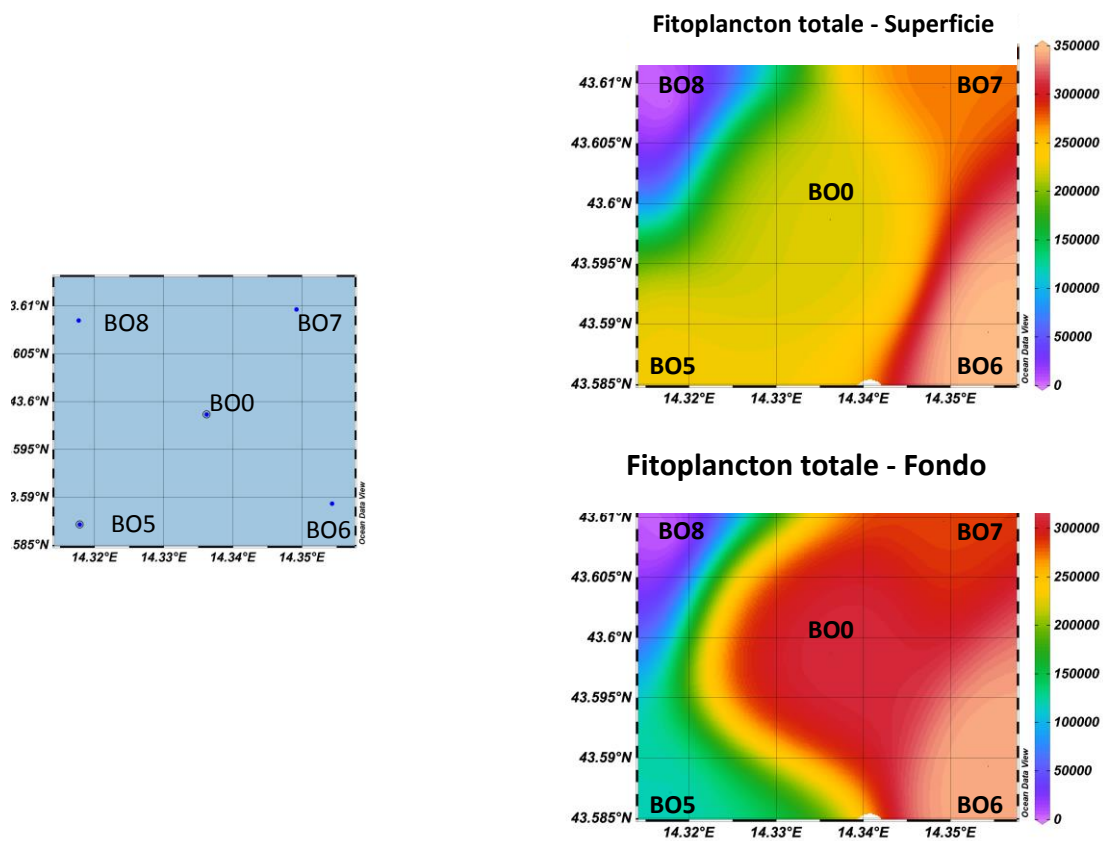 Fitoplancton totale - Superficie
BO8
BO7
BO0
BO5
BO6
43.61°N
43.605°N
43.6°N
43.595°N
43.59°N
43.585°N
14.32°E
14.33°E
14.34°E
14.35°E
Ocean Data View
350000
300000
250000
200000
150000
100000
50000
0
3.61°N
605°N
43.6°N
595°N
3.59°N
585°N
BO8
BO7
BO0
BO5
BO6
14.32°E
14.33°E
14.34°E
14.35°E
Ocean Data View
Fitoplancton totale - Fondo
BO8
BO7
BO0
BO5
BO6
43.61°N
43.605°N
43.6°N
43.595°N
43.59°N
43.585°N
14.32°E
14.33°E
14.34°E
14.35°E
Ocean Data View
300000
250000
200000
150000
100000
50000
0